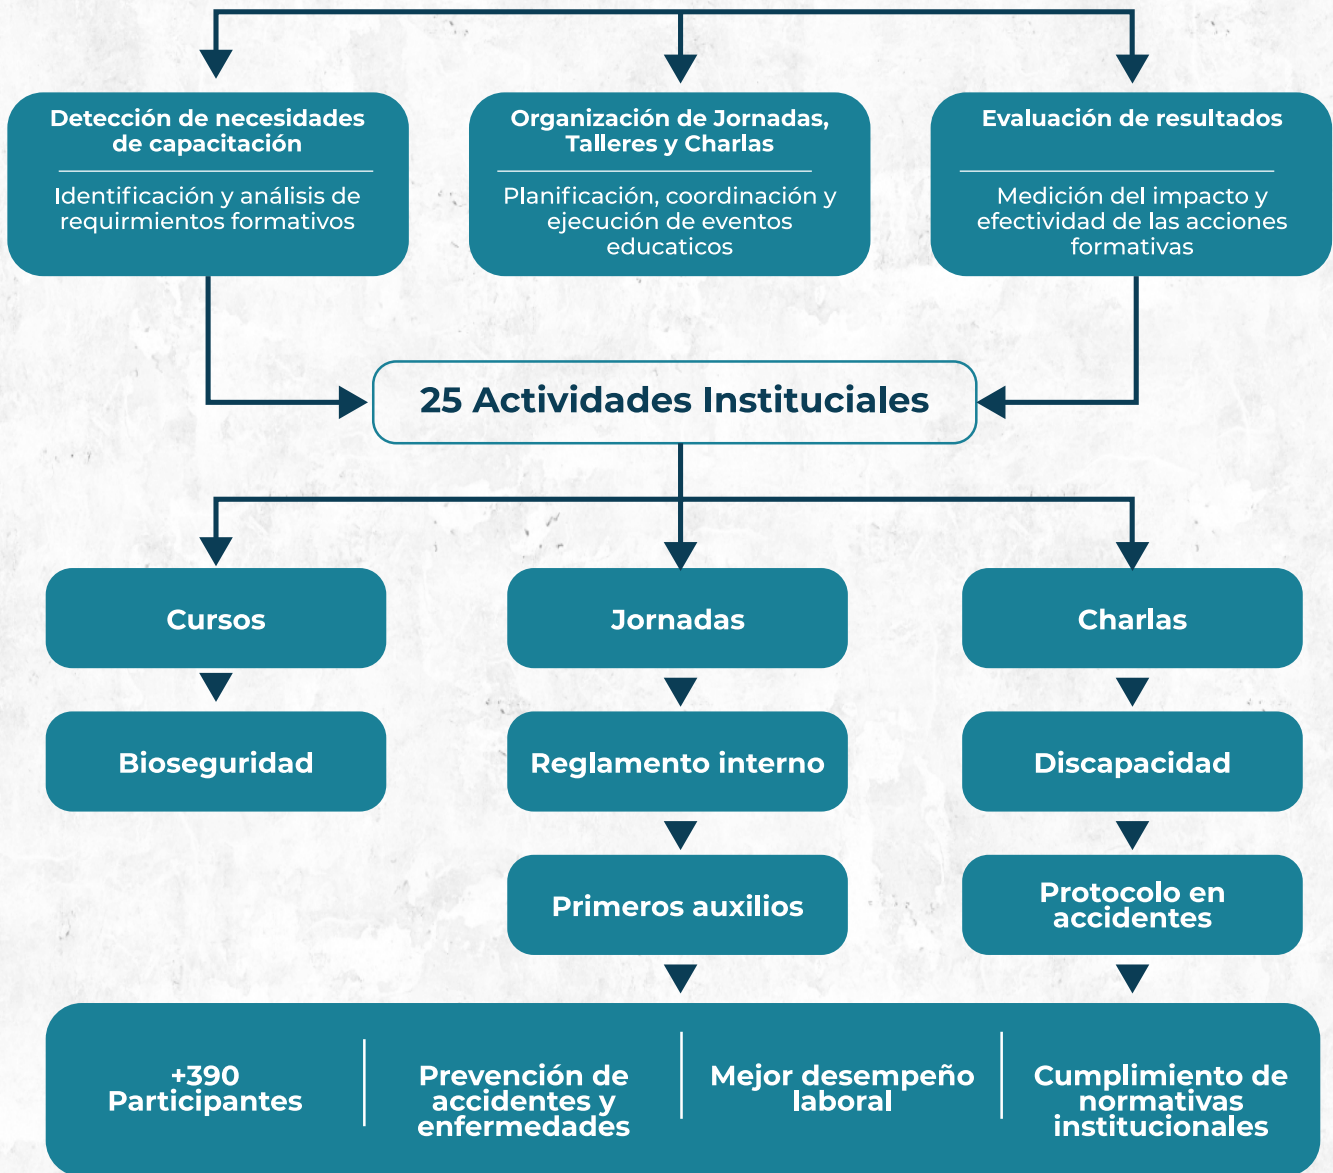 Detección de necesidades
de capacitación
Identificación y análisis de
requirmientos formativos
Organización de Jornadas,
Talleres y Charlas
Planificación, coordinación y
ejecución de eventos
educaticos
Evaluación de resultados
Medición del impacto y
efectividad de las acciones
formativas
25 Actividades Instituciales
Cursos
Jornadas
Charlas
Bioseguridad
Reglamento interno
Discapacidad
Primeros auxilios
Protocolo en
accidentes
+390
Participantes
Prevención de
accidentes y
enfermedades
Mejor desempeño
laboral
Cumplimiento de
normativas
institucionales